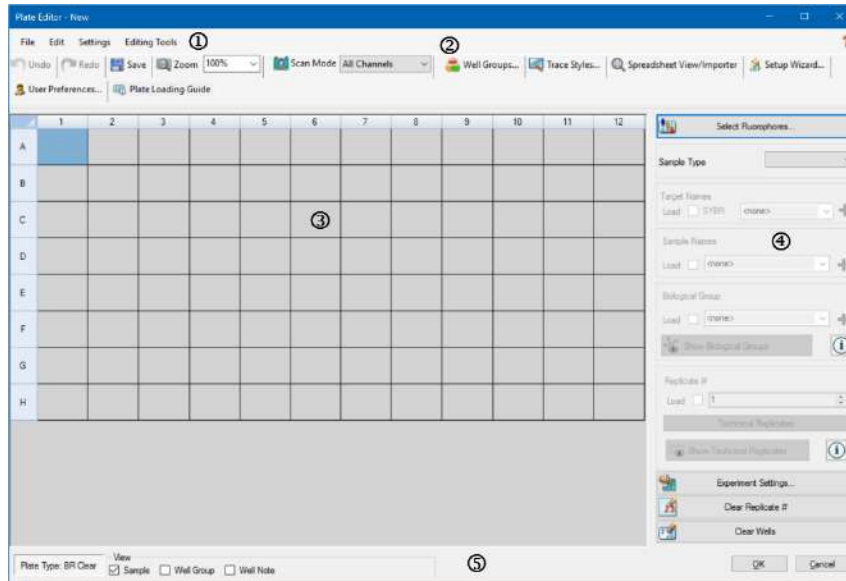 Plate Editor - New
File Edit Settings Editing Tools ①
②
Undo Redo Save Zoom 100% Scan Mode All Channels Well Groups... Trace Styles... Spreadsheet View/Importer Setup Wizard...
User Preferences... Plate Loading Guide
1 2 3 4 5 6 7 8 9 10 11 12
Select Fluorophores...
A
Sample Type
B
Target Names
Load SYBR <none>
C ③
Sample Names ④
D
Load <none>
E
Biological Group
Load <none>
F
Show Biological Groups
G
Replicate #
Load 1
H
Technical Replicates
Show Technical Replicates
Experiment Settings...
Clear Replicate #
Clear Wells
Plate Type: BR Clear View
Sample Well Group Well Note ⑤ OK Cancel